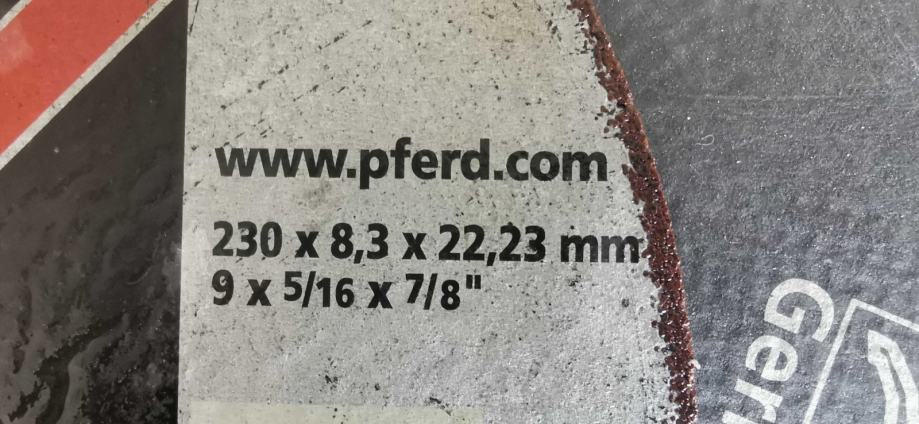 www.pferd.com
230 x 8,3 x 22,23 mm
9 x 5/16 x 7/8"